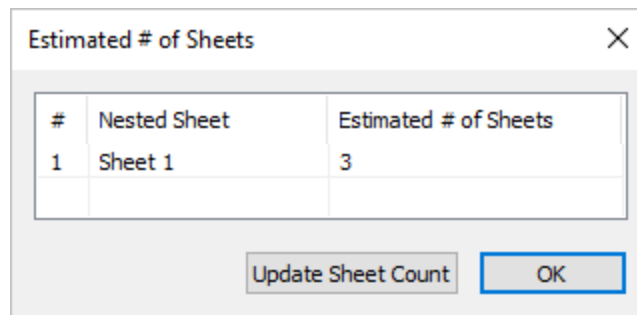 Estimated # of Sheets
# Nested Sheet Estimated # of Sheets
1 Sheet 1 3
Update Sheet Count OK